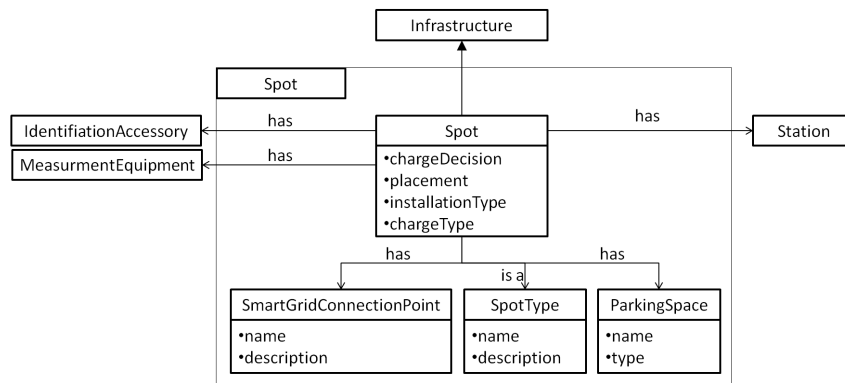 Infrastructure
Spot
IdentifiationAccessory
has
Spot
has
Station
MeasurmentEquipment
has
•chargeDecision
•placement
•installationType
•chargeType
has
is a
has
SmartGridConnectionPoint
•name
•description
SpotType
•name
•description
ParkingSpace
•name
•type